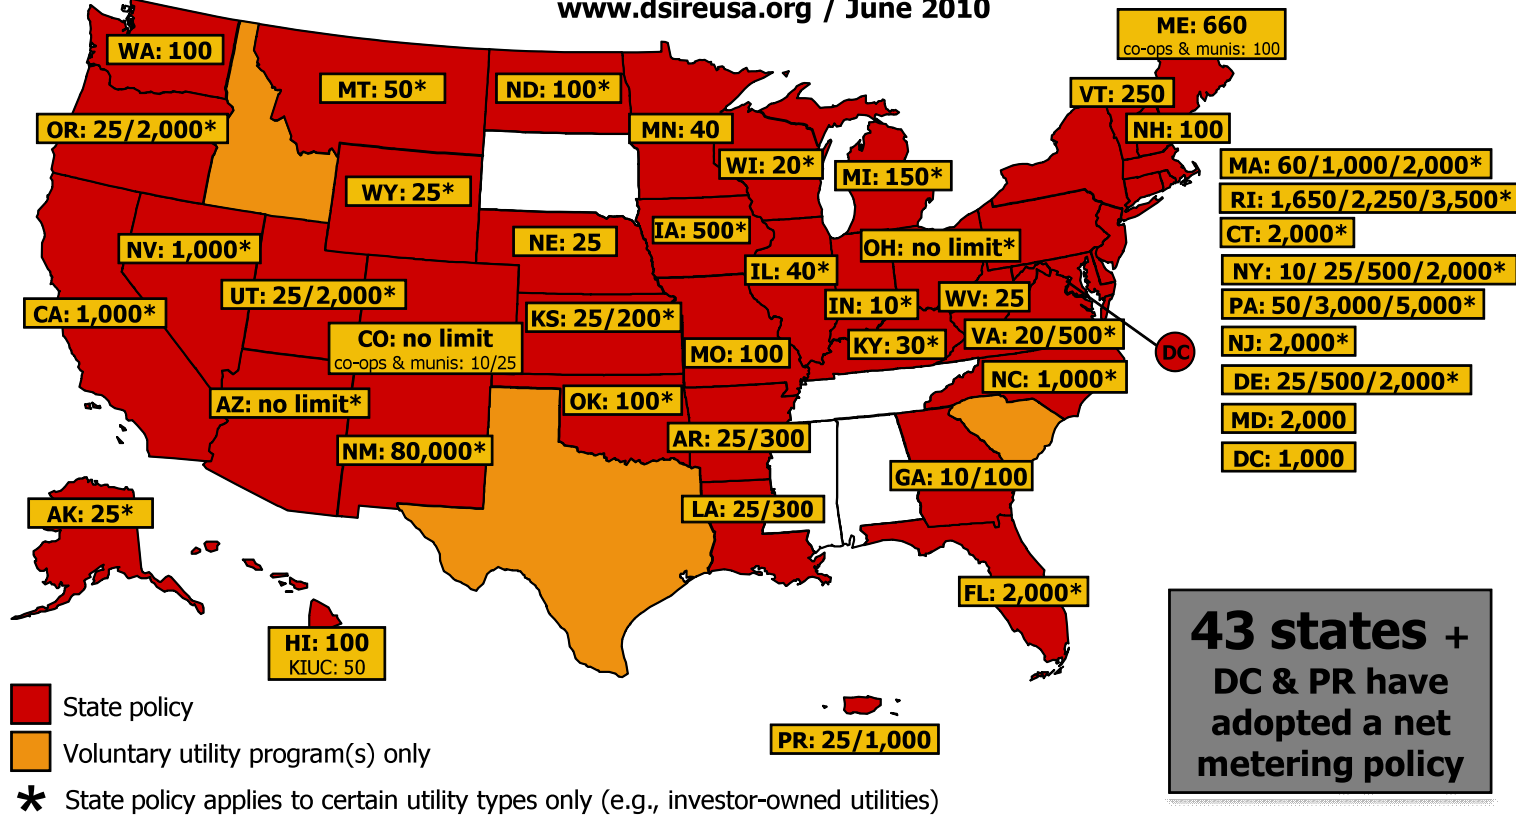 www.dsireusa.org / June 2010
ME: 660
co-ops & munis: 100
WA: 100
MT: 50*
ND: 100*
VT: 250
OR: 25/2,000*
MN: 40
NH: 100
WI: 20*
MI: 150*
MA: 60/1,000/2,000*
WY: 25*
RI: 1,650/2,250/3,500*
IA: 500*
CT: 2,000*
NV: 1,000*
NE: 25
OH: no limit*
IL: 40*
NY: 10/ 25/500/2,000*
UT: 25/2,000*
IN: 10*
WV: 25
PA: 50/3,000/5,000*
CA: 1,000*
KS: 25/200*
CO: no limit
co-ops & munis: 10/25
KY: 30*
VA: 20/500*
NJ: 2,000*
MO: 100
DC
NC: 1,000*
DE: 25/500/2,000*
AZ: no limit*
OK: 100*
MD: 2,000
AR: 25/300
NM: 80,000*
DC: 1,000
GA: 10/100
AK: 25*
LA: 25/300
FL: 2,000*
HI: 100
KIUC: 50
43 states +
DC & PR have
adopted a net
metering policy
PR: 25/1,000
State policy
Voluntary utility program(s) only
* State policy applies to certain utility types only (e.g., investor-owned utilities)